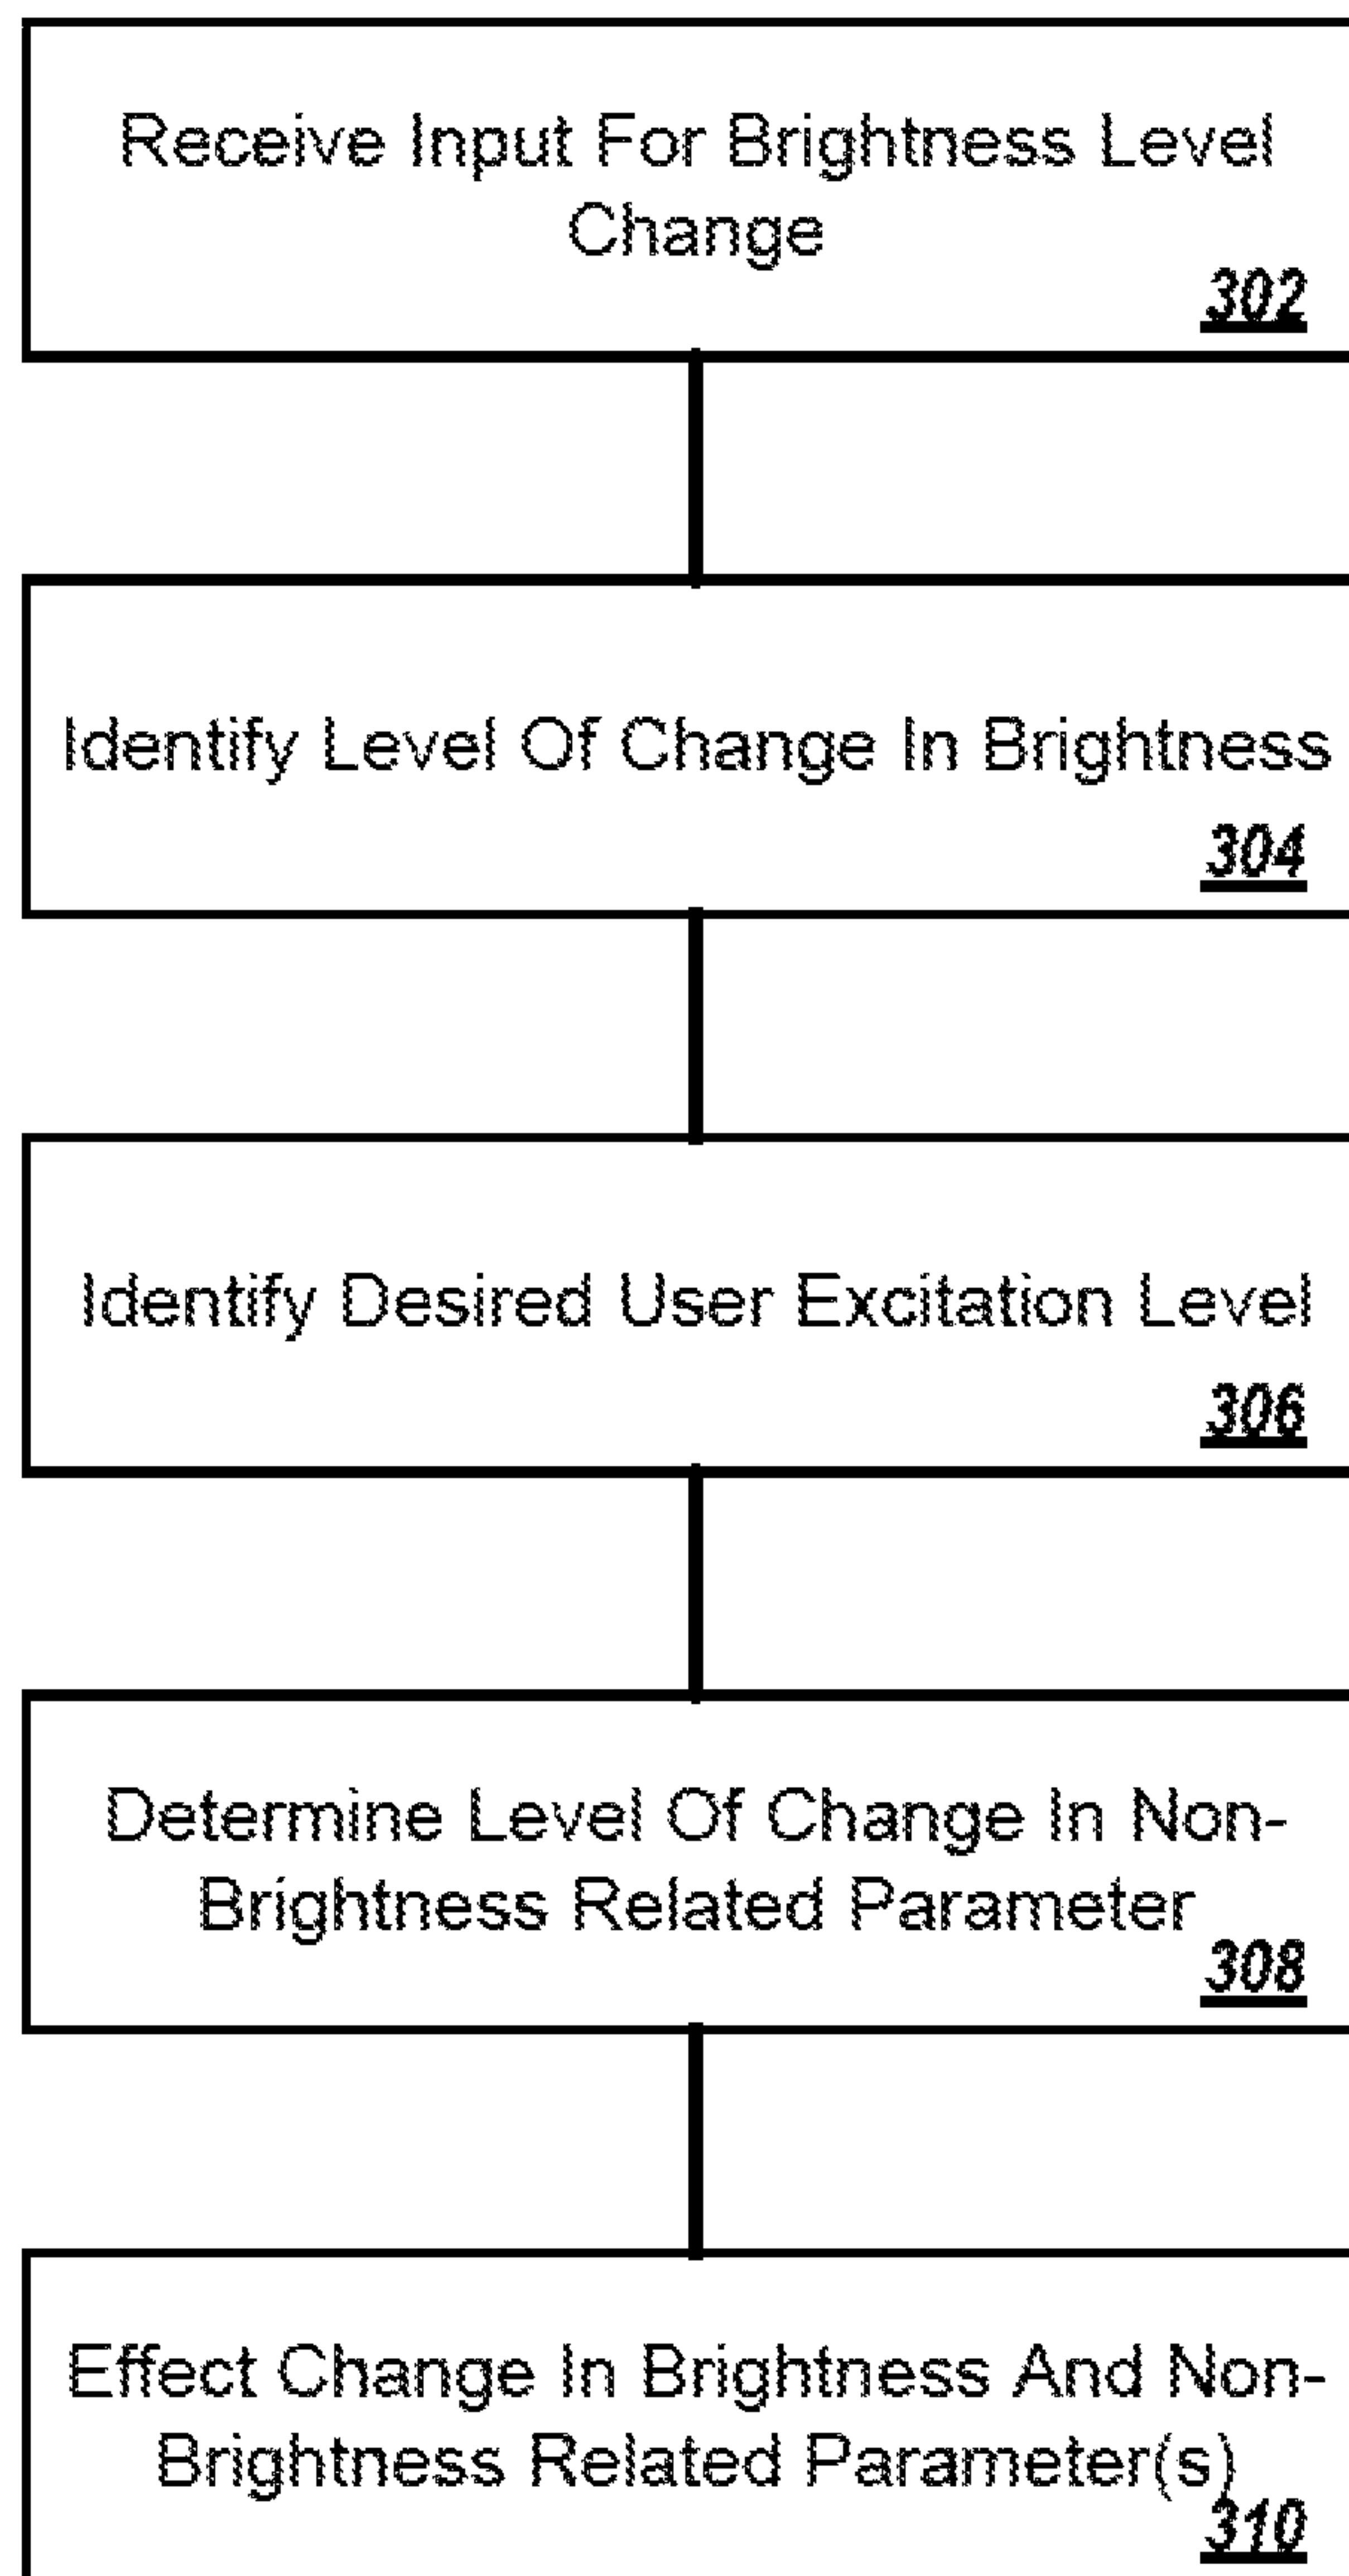 Receive Input For Brightness Level
Change
302
Identify Level Of Change In Brightness
304
Identify Desired User Excitation Level
306
Determine Level Of Change In Non-
Brightness Related Parameter
308
Effect Change In Brightness And Non-
Brightness Related Parameter(s)
310